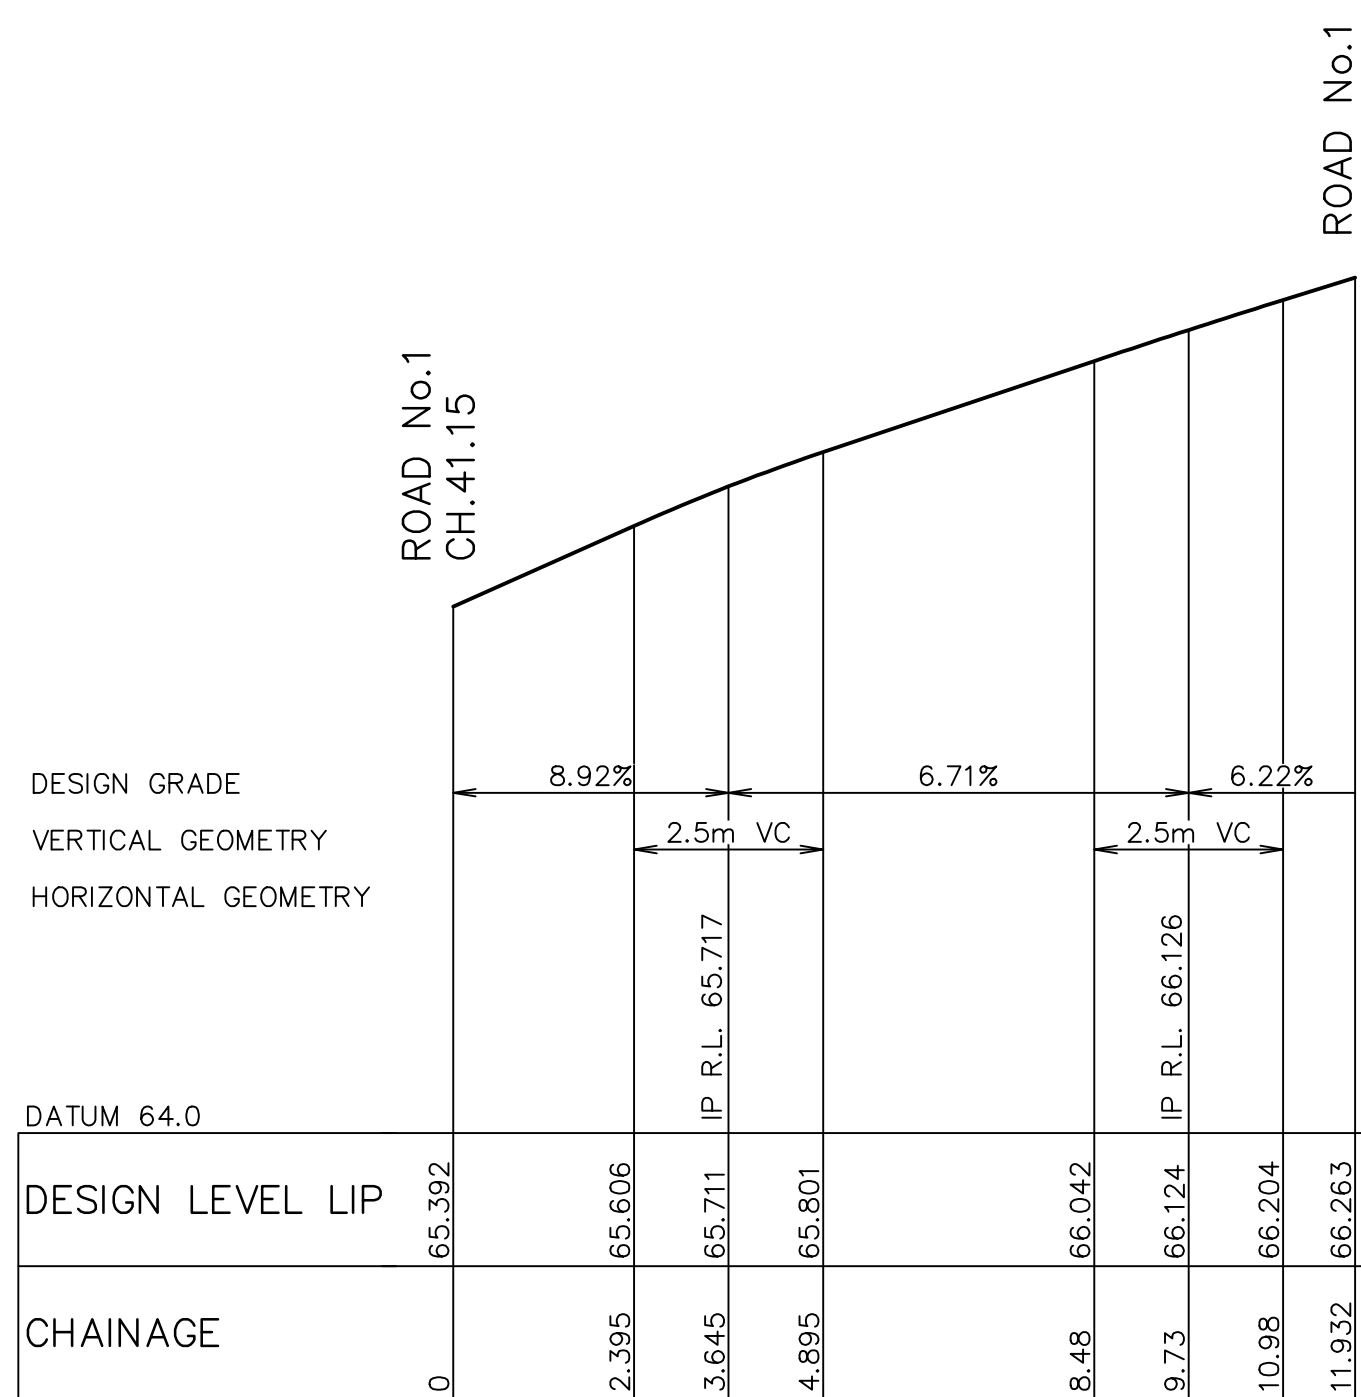 ROAD No.1
ROAD No.1
CH.41.15
DESIGN GRADE
8.92%
6.71%
6.22%
VERTICAL GEOMETRY
2.5m VC
2.5m VC
HORIZONTAL GEOMETRY
IP R.L. 65.717
IP R.L. 66.126
DATUM 64.0
DESIGN LEVEL LIP
65.392
65.606
65.711
65.801
66.042
66.124
66.204
66.263
CHAINAGE
0
2.395
3.645
4.895
8.48
9.73
10.98
11.932